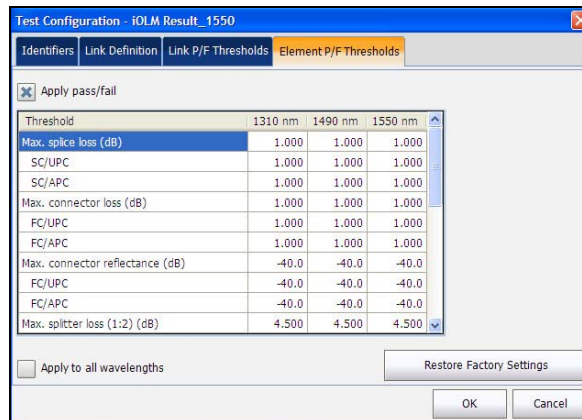 Test Configuration - iOLM Result_1550
Identifiers Link Definition Link P/F Thresholds Element P/F Thresholds
Apply pass/fail
Threshold 1310 nm 1490 nm 1550 nm
Max. splice loss (dB) 1.000 1.000 1.000
SC/UPC 1.000 1.000 1.000
SC/APC 1.000 1.000 1.000
Max. connector loss (dB) 1.000 1.000 1.000
FC/UPC 1.000 1.000 1.000
FC/APC 1.000 1.000 1.000
Max. connector reflectance (dB) -40.0 -40.0 -40.0
FC/UPC -40.0 -40.0 -40.0
FC/APC -40.0 -40.0 -40.0
Max. splitter loss (1:2) (dB) 4.500 4.500 4.500
Apply to all wavelengths
Restore Factory Settings
OK Cancel